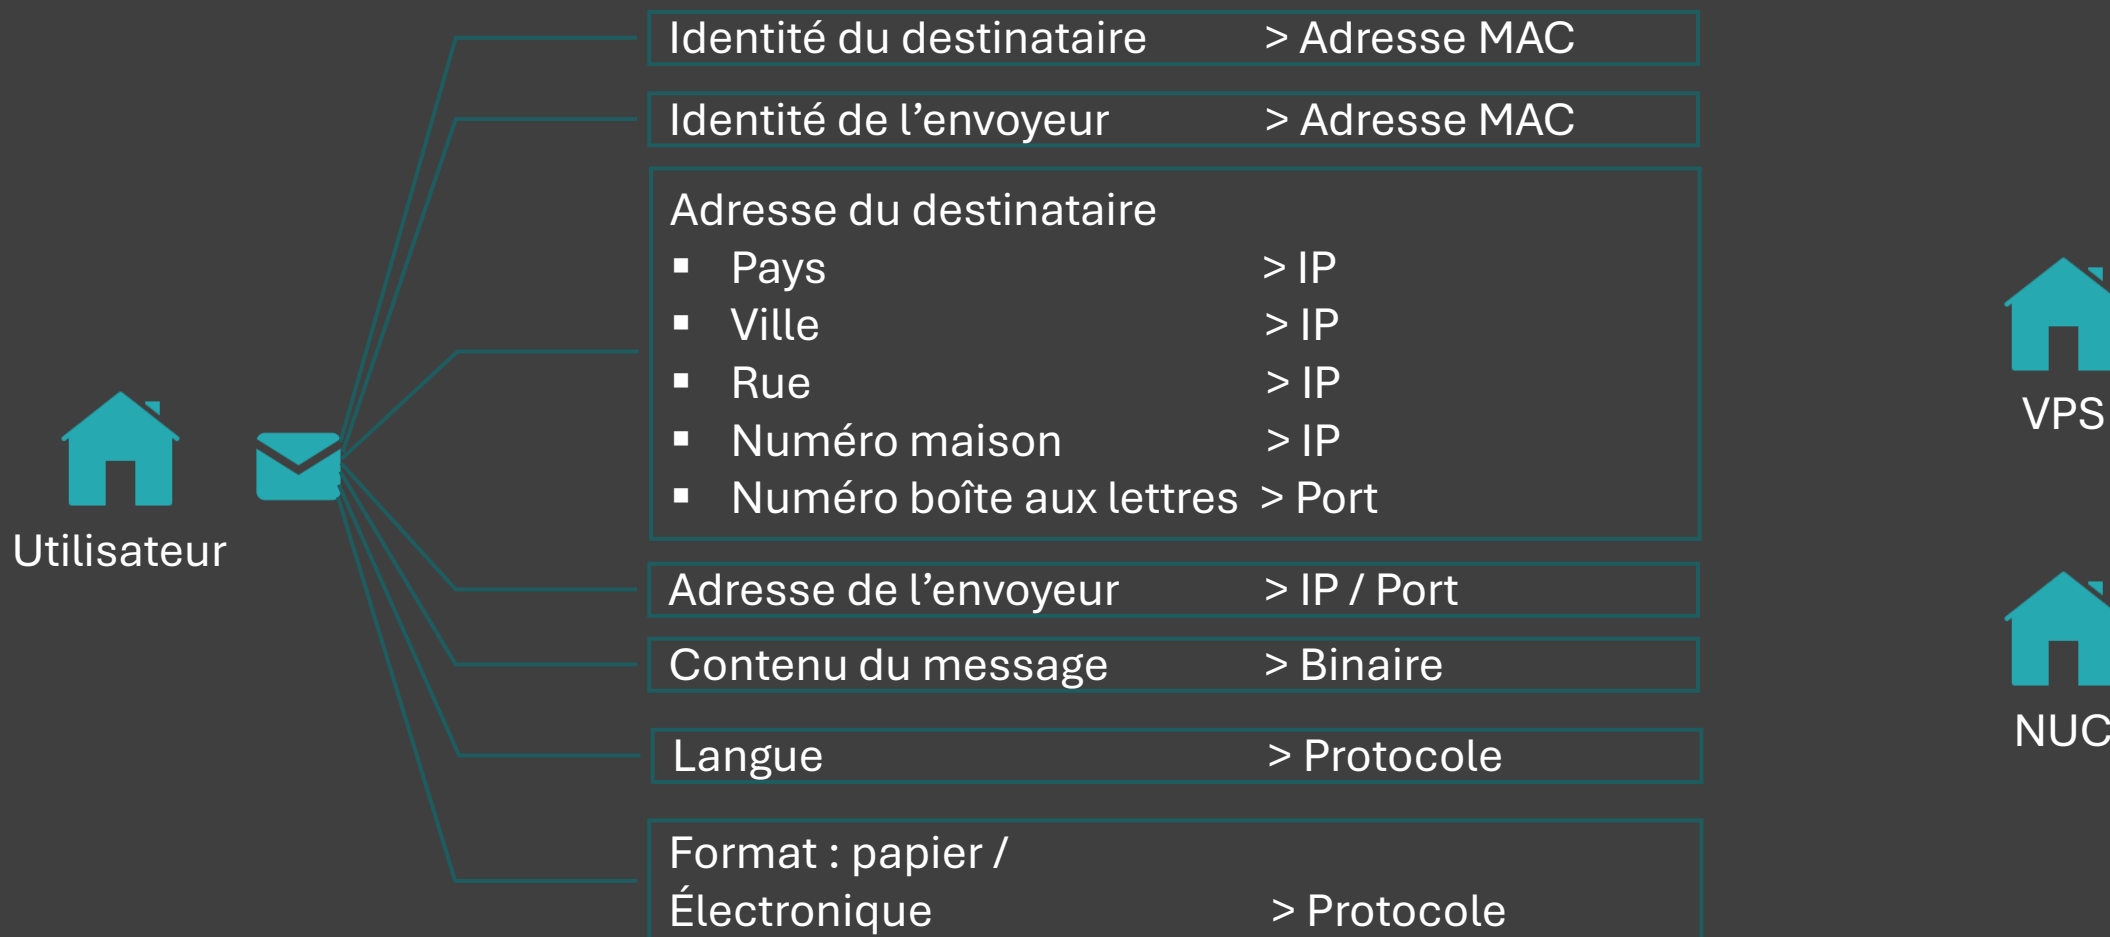 Identité du destinataire > Adresse MAC
Identité de l’envoyeur > Adresse MAC
Adresse du destinataire
▪ Pays > IP
▪ Ville > IP
▪ Rue > IP
▪ Numéro maison > IP
▪ Numéro boîte aux lettres > Port
Adresse de l’envoyeur > IP / Port
Contenu du message > Binaire
Langue > Protocole
Format : papier /
Électronique > Protocole
Utilisateur
VPS
NUC